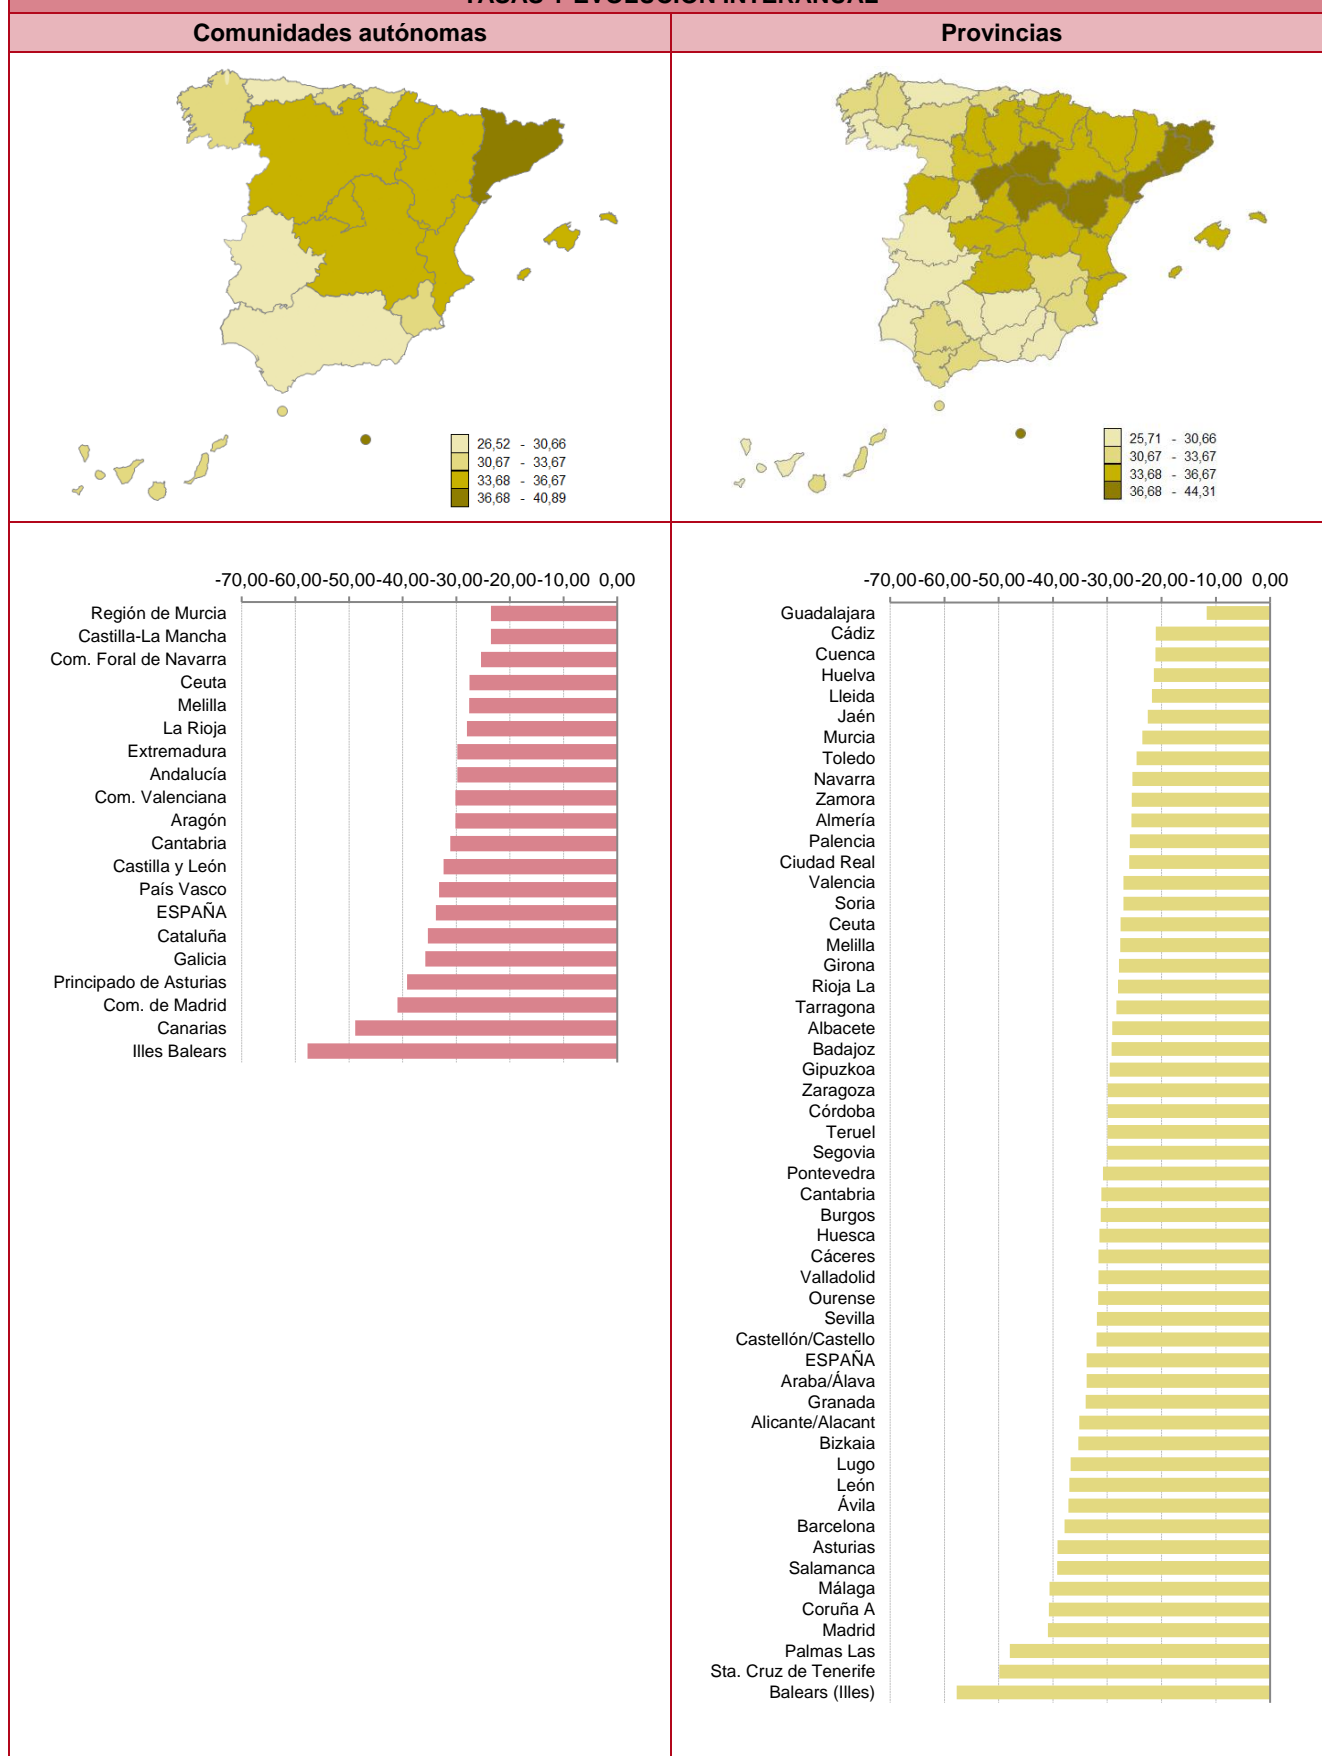 TASAS Y EVOLUCIÓN INTERANUAL
Comunidades autónomas
Provincias
26,52 - 30,66
30,67 - 33,67
33,68 - 36,67
36,68 - 40,89
25,71 - 30,66
30,67 - 33,67
33,68 - 36,67
36,68 - 44,31
-70,00-60,00-50,00-40,00-30,00-20,00-10,00 0,00
Región de Murcia
Castilla-La Mancha
Com. Foral de Navarra
Ceuta
Melilla
La Rioja
Extremadura
Andalucía
Com. Valenciana
Aragón
Cantabria
Castilla y León
País Vasco
ESPAÑA
Cataluña
Galicia
Principado de Asturias
Com. de Madrid
Canarias
Illes Balears
-70,00-60,00-50,00-40,00-30,00-20,00-10,00 0,00
Guadalajara
Cádiz
Cuenca
Huelva
Lleida
Jaén
Murcia
Toledo
Navarra
Zamora
Almería
Palencia
Ciudad Real
Valencia
Soria
Ceuta
Melilla
Girona
Rioja La
Tarragona
Albacete
Badajoz
Gipuzkoa
Zaragoza
Córdoba
Teruel
Segovia
Pontevedra
Cantabria
Burgos
Huesca
Cáceres
Valladolid
Ourense
Sevilla
Castellón/Castello
ESPAÑA
Araba/Álava
Granada
Alicante/Alacant
Bizkaia
Lugo
León
Ávila
Barcelona
Asturias
Salamanca
Málaga
Coruña A
Madrid
Palmas Las
Sta. Cruz de Tenerife
Balears (Illes)